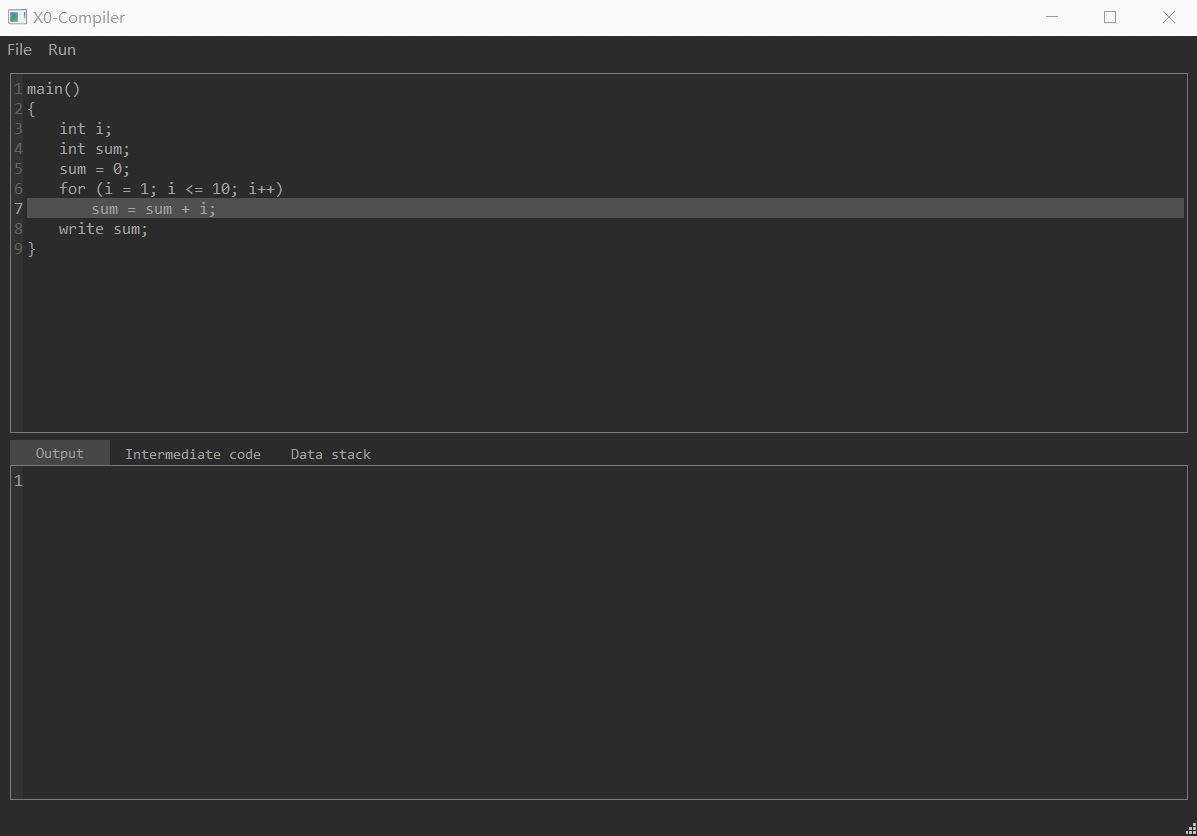 X0-Compiler
File Run
1 main()
2 {
3     int i;
4     int sum;
5     sum = 0;
6     for (i = 1; i <= 10; i++)
7         sum = sum + i;
8     write sum;
9 }
Output Intermediate code Data stack
1